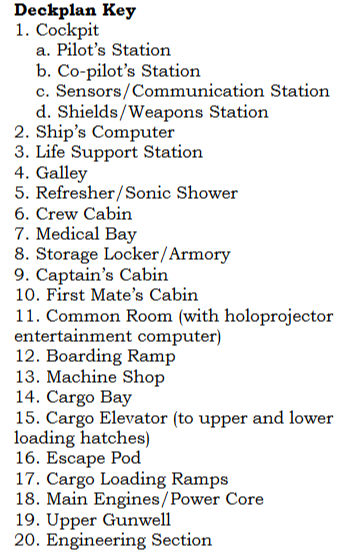 Deckplan Key
1. Cockpit
a. Pilot's Station
b. Co-pilot's Station
c. Sensors/Communication Station
d. Shields/Weapons Station
2. Ship's Computer
3. Life Support Station
4. Galley
5. Refresher/Sonic Shower
6. Crew Cabin
7. Medical Bay
8. Storage Locker/Armory
9. Captain's Cabin
10. First Mate's Cabin
11. Common Room (with holoprojector
entertainment computer)
12. Boarding Ramp
13. Machine Shop
14. Cargo Bay
15. Cargo Elevator (to upper and lower
loading hatches)
16. Escape Pod
17. Cargo Loading Ramps
18. Main Engines/Power Core
19. Upper Gunwell
20. Engineering Section